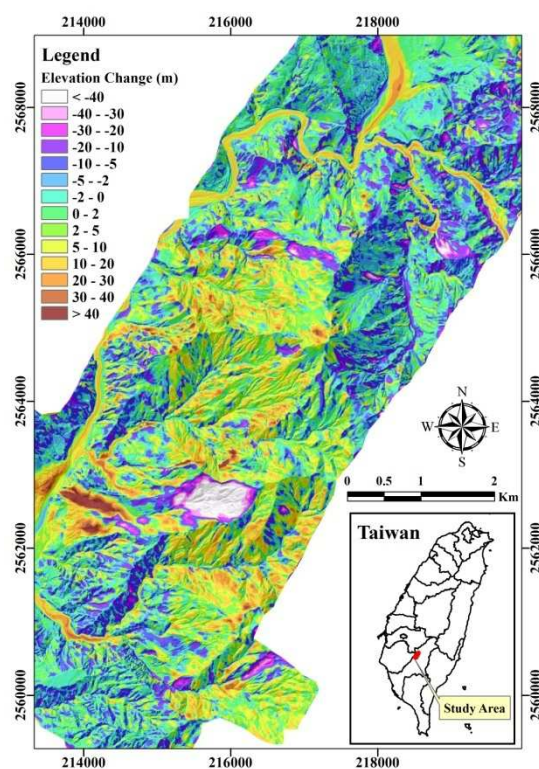 214000 216000 218000
Legend
Elevation Change (m)
< -40
-40 - -30
-30 - -20
-20 - -10
-10 - -5
-5 - -2
-2 - 0
0 - 2
2 - 5
5 - 10
10 - 20
20 - 30
30 - 40
> 40
2568000
2566000
2564000
2562000
2560000
2568000
2566000
2564000
2562000
2560000
N
W E
S
0 0.5 1 2
Km
Taiwan
Study Area
214000 216000 218000